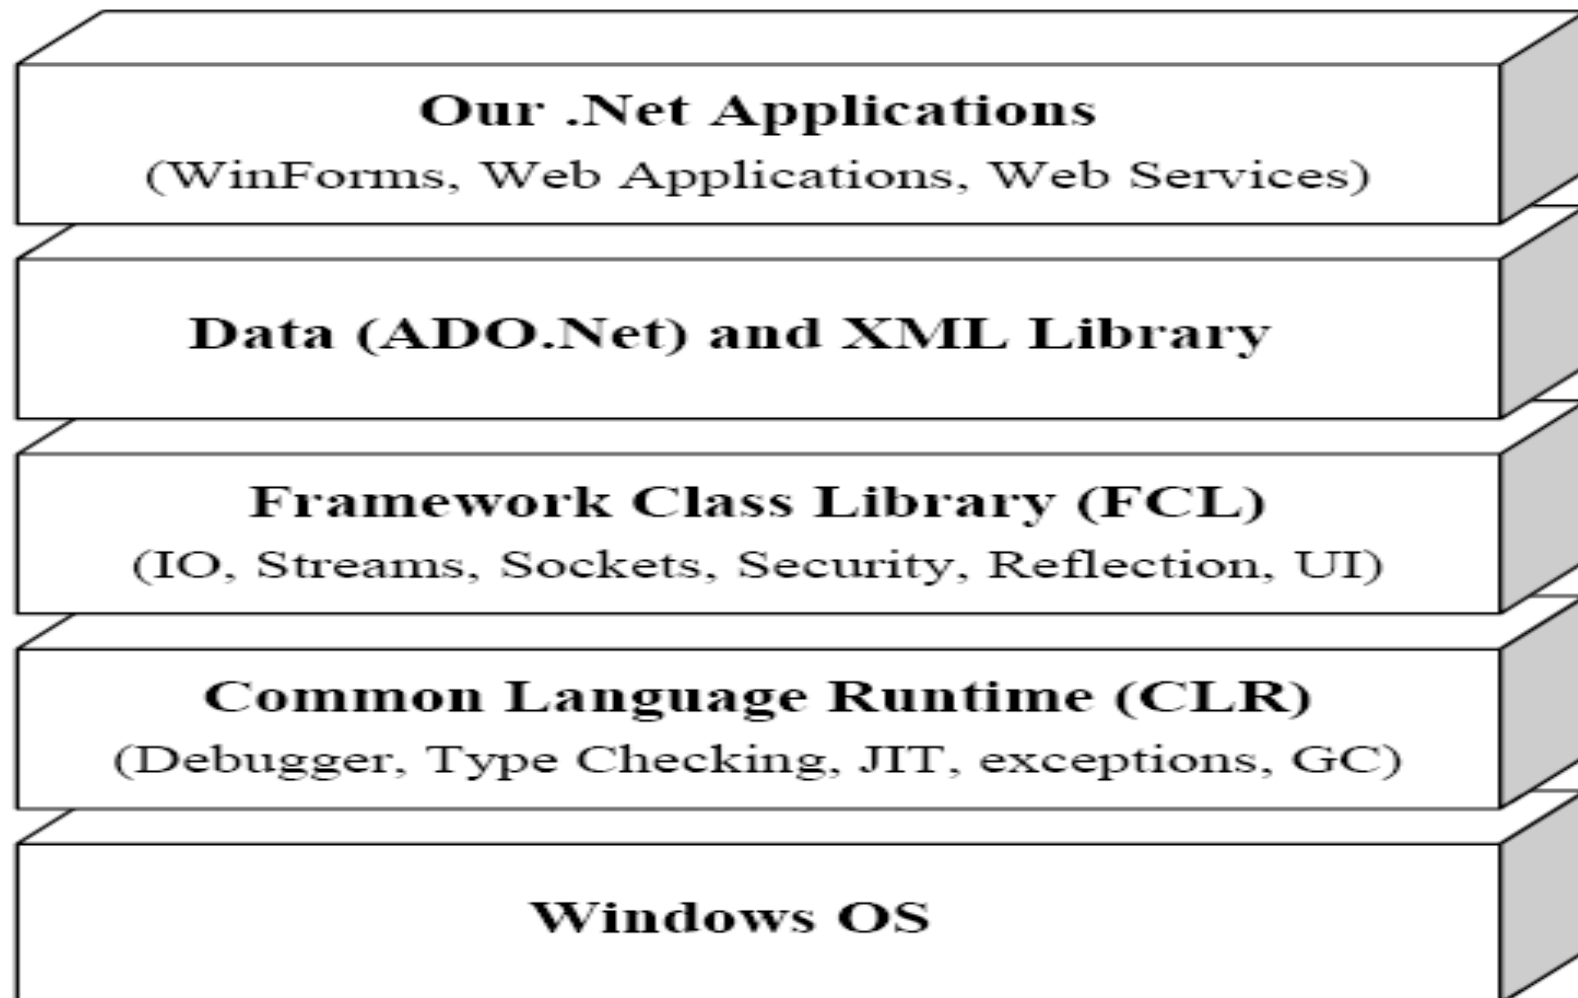 Our .Net Applications
(WinForms, Web Applications, Web Services)
Data (ADO.Net) and XML Library
Framework Class Library (FCL)
(IO, Streams, Sockets, Security, Reflection, UI)
Common Language Runtime (CLR)
(Debugger, Type Checking, JIT, exceptions, GC)
Windows OS